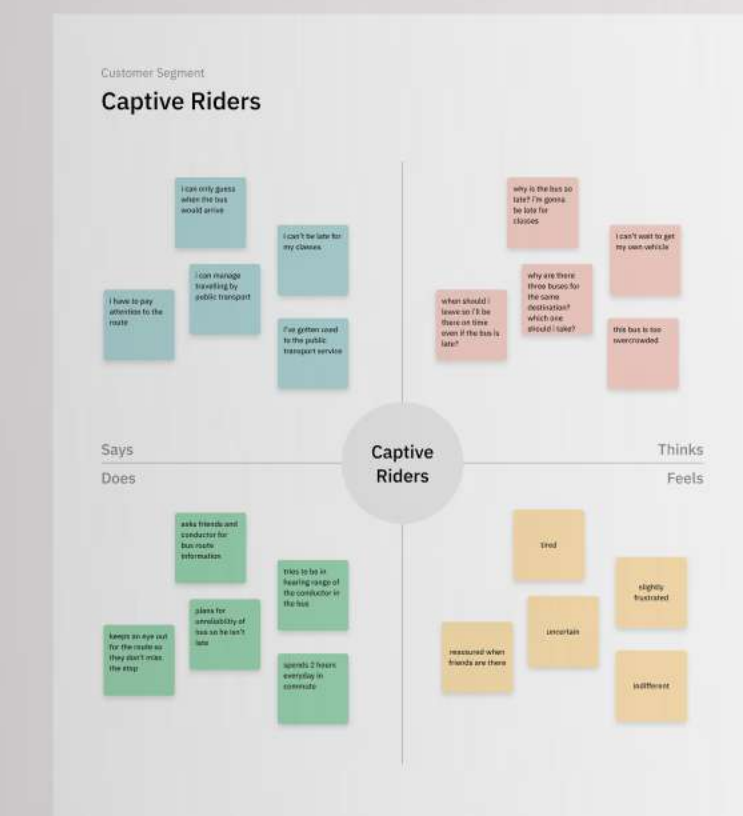 Customer Segment
Captive Riders
i can only guess
when the bus
would arrive
i can't be late for
my classes
i can manage
travelling by
public transport
i have to pay
attention to the
route
i've gotten used
to the public
transport service
why is the bus so
late? i'm gonna
be late for
classes
i can't wait to get
my own vehicle
why are there
three buses for
the same
destination?
which one
should i take?
when should i
leave so i'll be
there on time
even if the bus is
late?
this bus is too
overcrowded
Says
Thinks
Captive
Riders
Does
Feels
asks friends and
conductor for
bus route
information
tries to be in
hearing range of
the conductor in
the bus
plans for
unreliability of
bus so he isn't
late
keeps an eye out
for the route so
they don't miss
the stop
spends 2 hours
everyday in
commute
tired
slightly
frustrated
uncertain
reassured when
friends are there
indifferent